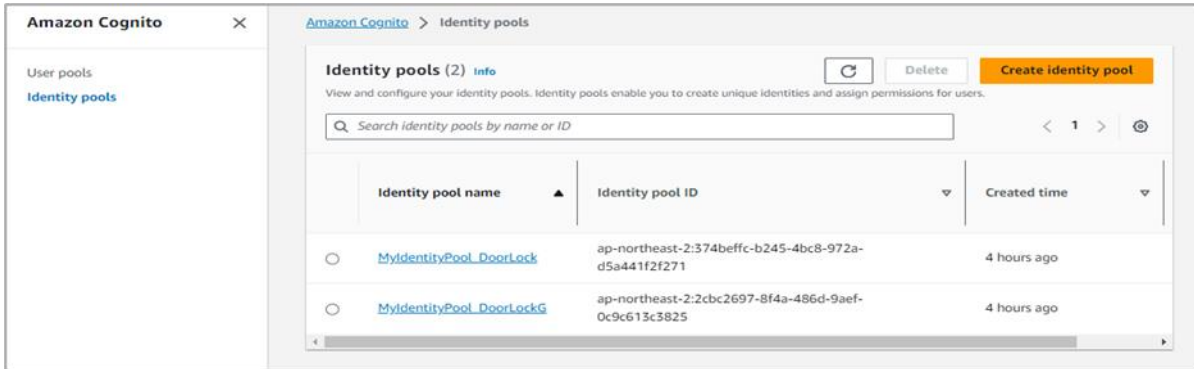 Amazon Cognito
User pools
Identity pools
Amazon Cognito > Identity pools
Identity pools (2) Info
Delete
Create identity pool
View and configure your identity pools. Identity pools enable you to create unique identities and assign permissions for users.
Search identity pools by name or ID
1
Identity pool name
Identity pool ID
Created time
MyIdentityPool_DoorLock
ap-northeast-2:374beffc-b245-4bc8-972a-
d5a441f2f271
4 hours ago
MyIdentityPool_DoorLockG
ap-northeast-2:2cbc2697-8f4a-486d-9aef-
0c9c613c3825
4 hours ago